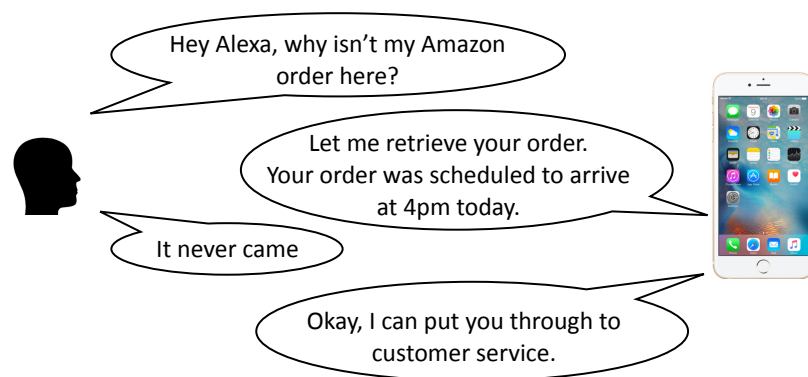 Hey Alexa, why isn't my Amazon
order here?
Let me retrieve your order.
Your order was scheduled to arrive
at 4pm today.
It never came
Okay, I can put you through to
customer service.